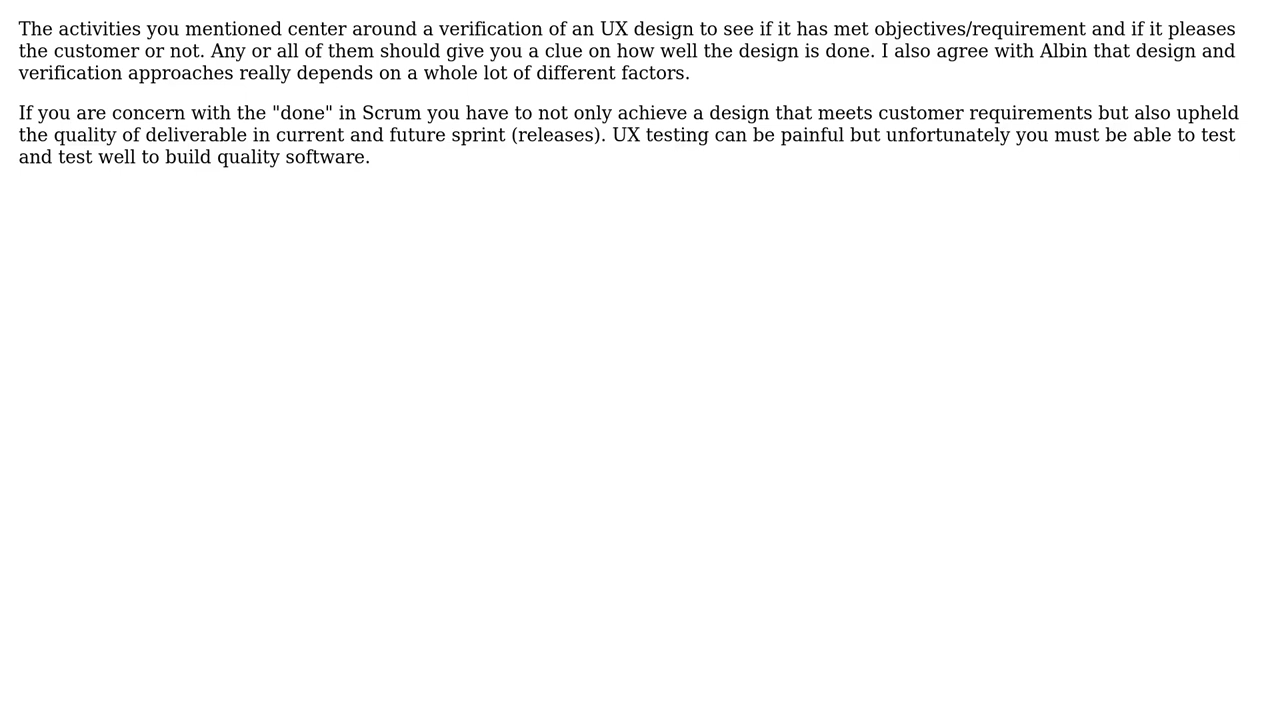 The activities you mentioned center around a verification of an UX design to see if it has met objectives/requirement and if it pleases
the customer or not. Any or all of them should give you a clue on how well the design is done. I also agree with Albin that design and
verification approaches really depends on a whole lot of different factors.
If you are concern with the "done" in Scrum you have to not only achieve a design that meets customer requirements but also upheld
the quality of deliverable in current and future sprint (releases). UX testing can be painful but unfortunately you must be able to test
and test well to build quality software.